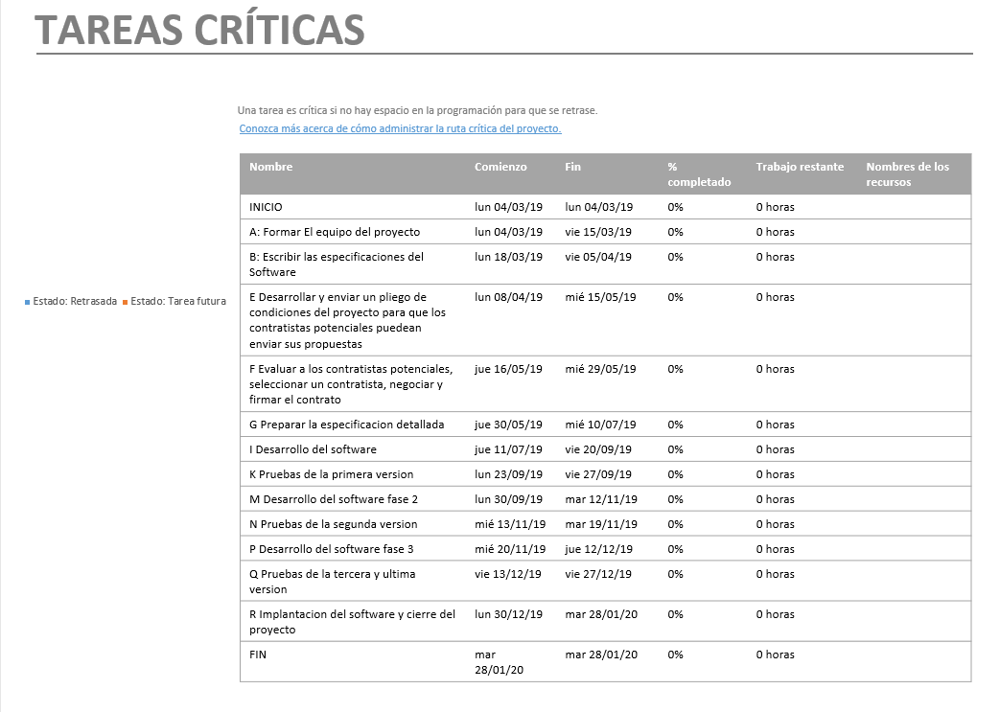 TAREAS CRÍTICAS
Una tarea es crítica si no hay espacio en la programación para que se retrase.
Conozca más acerca de cómo administrar la ruta crítica del proyecto.
Estado: Retrasada Estado: Tarea futura
Nombre Comienzo Fin % completado Trabajo restante Nombres de los recursos
INICIO lun 04/03/19 lun 04/03/19 0% 0 horas
A: Formar El equipo del proyecto lun 04/03/19 vie 15/03/19 0% 0 horas
B: Escribir las especificaciones del
Software lun 18/03/19 vie 05/04/19 0% 0 horas
E Desarrollar y enviar un pliego de
condiciones del proyecto para que los
contratistas potenciales puedean
enviar sus propuestas lun 08/04/19 mié 15/05/19 0% 0 horas
F Evaluar a los contratistas potenciales,
seleccionar un contratista, negociar y
firmar el contrato jue 16/05/19 mié 29/05/19 0% 0 horas
G Preparar la especificacion detallada jue 30/05/19 mié 10/07/19 0% 0 horas
I Desarrollo del software jue 11/07/19 vie 20/09/19 0% 0 horas
K Pruebas de la primera version lun 23/09/19 vie 27/09/19 0% 0 horas
M Desarrollo del software fase 2 lun 30/09/19 mar 12/11/19 0% 0 horas
N Pruebas de la segunda version mié 13/11/19 mar 19/11/19 0% 0 horas
P Desarrollo del software fase 3 mié 20/11/19 jue 12/12/19 0% 0 horas
Q Pruebas de la tercera y ultima
version vie 13/12/19 vie 27/12/19 0% 0 horas
R Implantacion del software y cierre del
proyecto lun 30/12/19 mar 28/01/20 0% 0 horas
FIN mar 28/01/20 mar 28/01/20 0% 0 horas